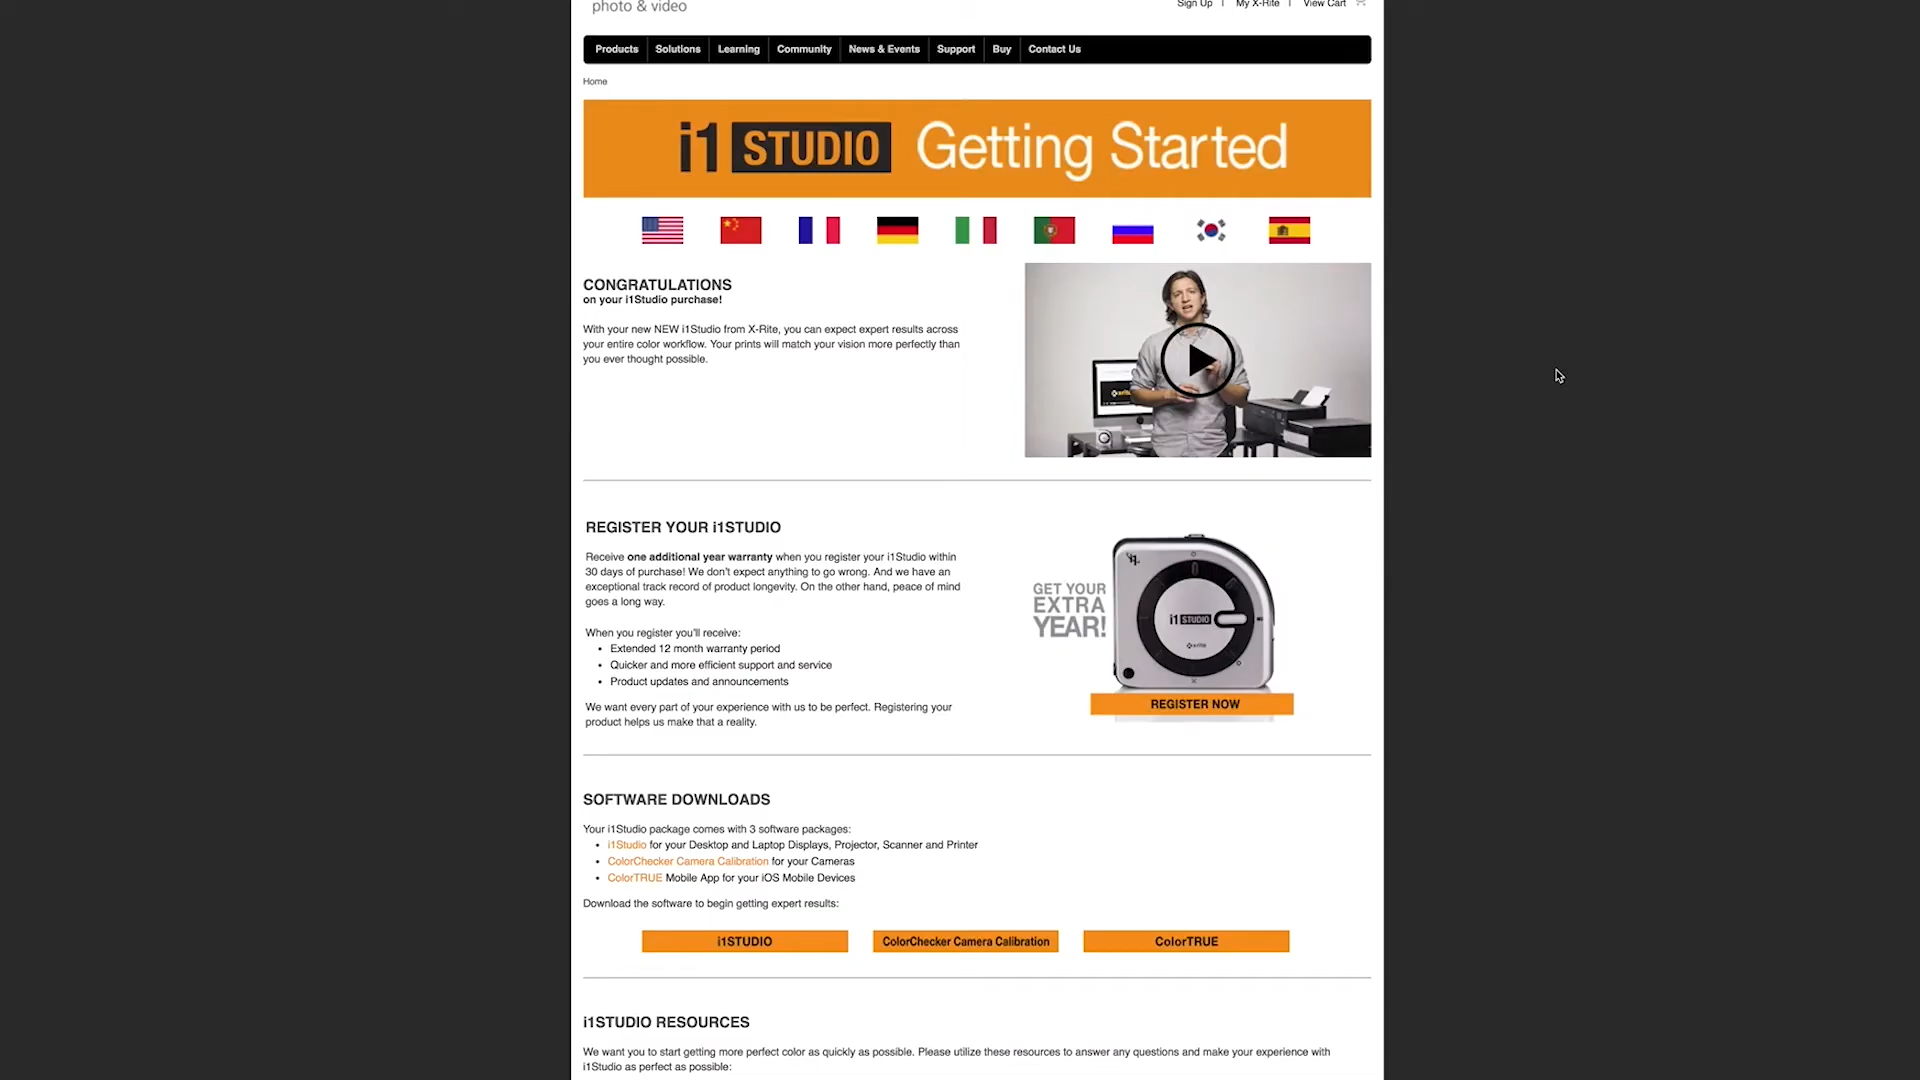 photo & video
Sign Up | My X-Rite | View Cart
Products Solutions Learning Community News & Events Support Buy Contact Us
Home
i1 STUDIO Getting Started
CONGRATULATIONS
on your i1Studio purchase!
With your new NEW i1Studio from X-Rite, you can expect expert results across
your entire color workflow. Your prints will match your vision more perfectly than
you ever thought possible.
REGISTER YOUR i1STUDIO
Receive one additional year warranty when you register your i1Studio within
30 days of purchase! We don't expect anything to go wrong. And we have an
exceptional track record of product longevity. On the other hand, peace of mind
goes a long way.
When you register you'll receive:
• Extended 12 month warranty period
• Quicker and more efficient support and service
• Product updates and announcements
We want every part of your experience with us to be perfect. Registering your
product helps us make that a reality.
GET YOUR
EXTRA
YEAR!
i1 STUDIO
x-rite
REGISTER NOW
SOFTWARE DOWNLOADS
Your i1Studio package comes with 3 software packages:
• i1Studio for your Desktop and Laptop Displays, Projector, Scanner and Printer
• ColorChecker Camera Calibration for your Cameras
• ColorTRUE Mobile App for your iOS Mobile Devices
Download the software to begin getting expert results:
i1STUDIO ColorChecker Camera Calibration ColorTRUE
i1STUDIO RESOURCES
We want you to start getting more perfect color as quickly as possible. Please utilize these resources to answer any questions and make your experience with
i1Studio as perfect as possible: